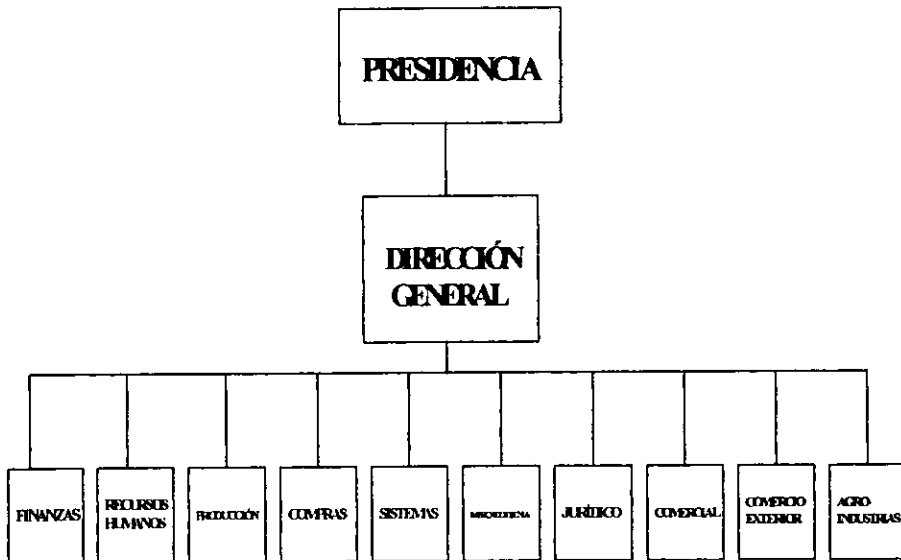 PRESIDENCIA
DIRECCIÓN
GENERAL
FINANZAS
RECURSOS
HUMANOS
PRODUCCIÓN
COMPRAS
SISTEMAS
JURÍDICO
COMERCIAL
COMERCIO
EXTERIOR
AGRO
INDUSTRIAS